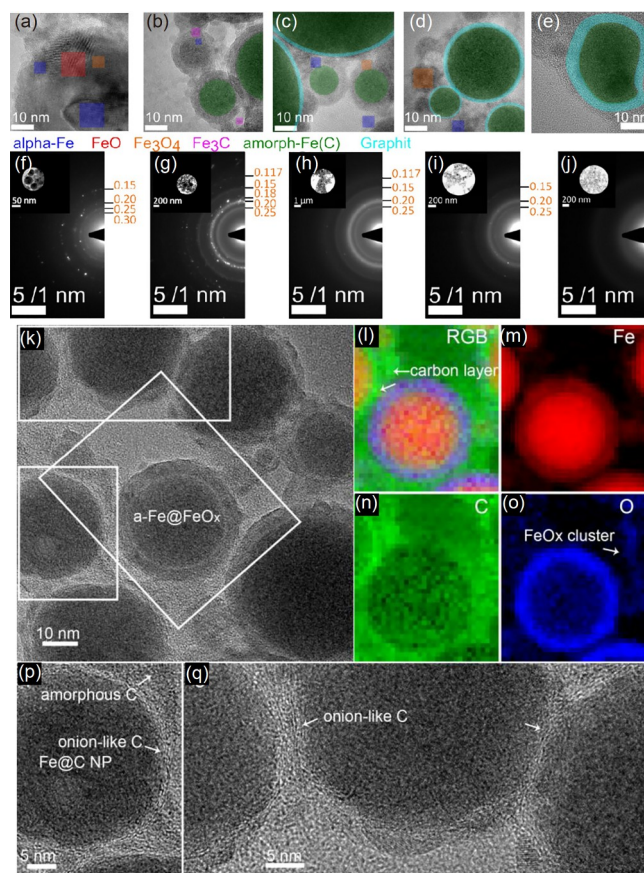 (a) (b) (c) (d) (e)
10 nm 10 nm 10 nm 10 nm 10 nm
alpha-Fe FeO Fe₃O₄ Fe₃C amorph-Fe(C) Graphit
(f) (g) (h) (i) (j)
50 nm 200 nm 1 µm 200 nm 200 nm
0.15
0.20
0.25
0.30
0.117
0.15
0.18
0.20
0.25
0.117
0.15
0.20
0.25
0.15
0.20
0.25
5 /1 nm 5 /1 nm 5 /1 nm 5 /1 nm 5 /1 nm
(k)
a-Fe@FeOx
10 nm
(l) RGB
carbon layer
(m) Fe
(n) C
(o) O
FeOx cluster
(p)
amorphous C
onion-like C
Fe@C NP
5 nm
(q)
onion-like C
5 nm